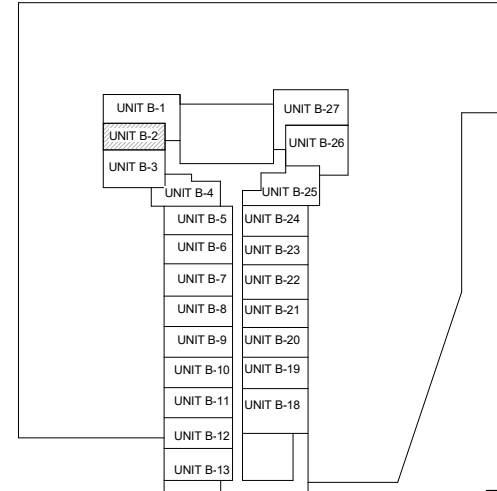 UNIT B-1
UNIT B-2
UNIT B-3
UNIT B-4
UNIT B-5
UNIT B-6
UNIT B-7
UNIT B-8
UNIT B-9
UNIT B-10
UNIT B-11
UNIT B-12
UNIT B-13
UNIT B-27
UNIT B-26
UNIT B-25
UNIT B-24
UNIT B-23
UNIT B-22
UNIT B-21
UNIT B-20
UNIT B-19
UNIT B-18